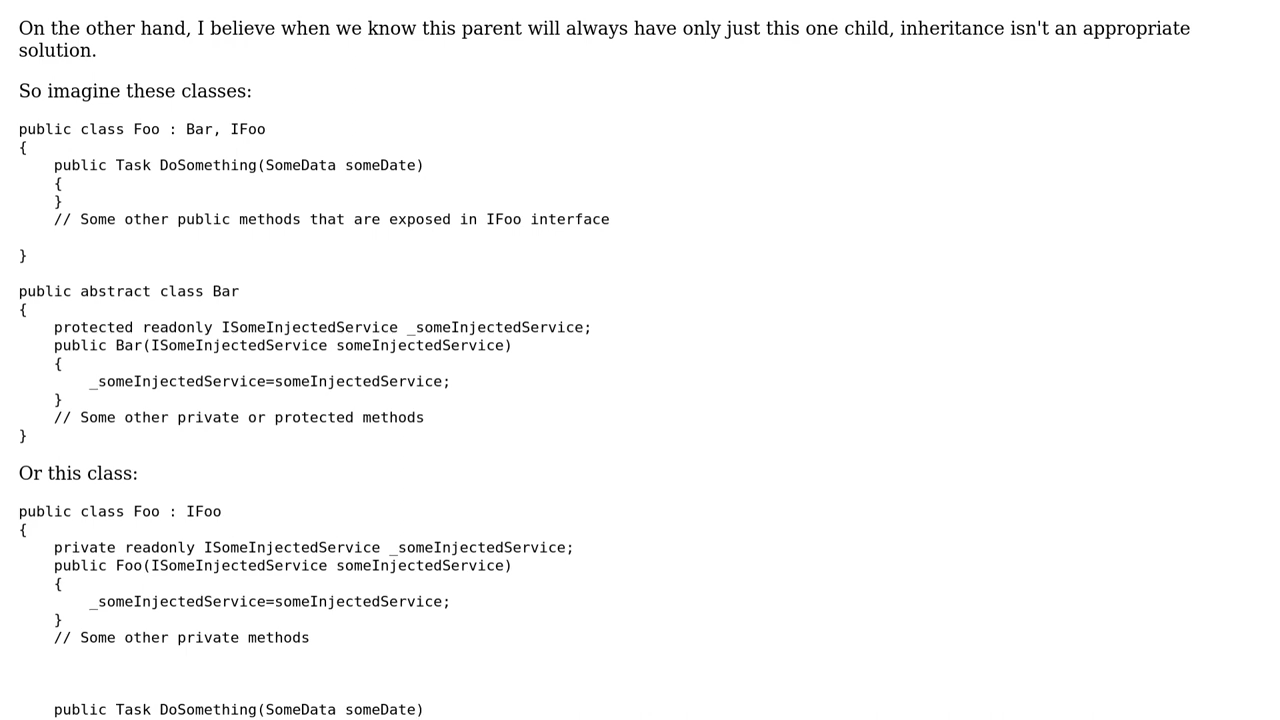 On the other hand, I believe when we know this parent will always have only just this one child, inheritance isn't an appropriate
solution.
So imagine these classes:
public class Foo : Bar, IFoo
{
    public Task DoSomething(SomeData someDate)
    {
    }
    // Some other public methods that are exposed in IFoo interface
}
public abstract class Bar
{
    protected readonly ISomeInjectedService _someInjectedService;
    public Bar(ISomeInjectedService someInjectedService)
    {
        _someInjectedService=someInjectedService;
    }
    // Some other private or protected methods
}
Or this class:
public class Foo : IFoo
{
    private readonly ISomeInjectedService _someInjectedService;
    public Foo(ISomeInjectedService someInjectedService)
    {
        _someInjectedService=someInjectedService;
    }
    // Some other private methods
    public Task DoSomething(SomeData someDate)